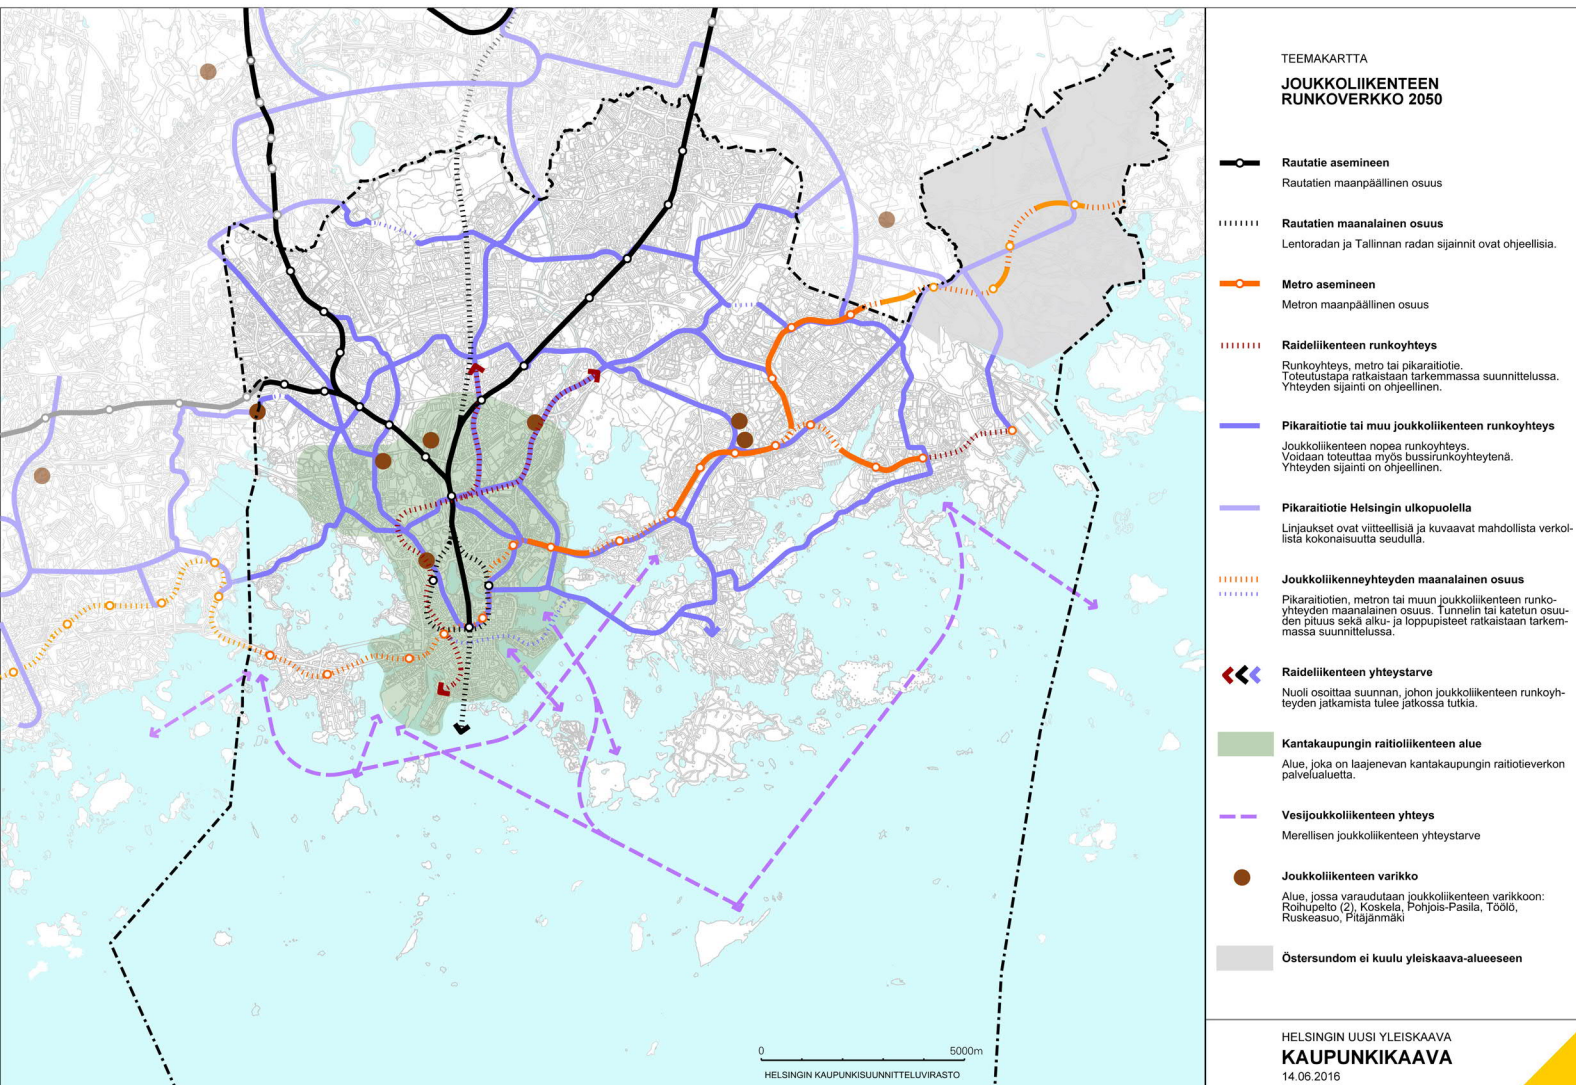 TEEMAKARTTA
JOUKKOLIIKENTEEN
RUNKOVERKKO 2050
Rautatie asemineen
Rautatien maanpäällinen osuus
Rautatien maanalainen osuus
Lentoradan ja Tallinnan radan sijainnit ovat ohjeellisia.
Metro asemineen
Metron maanpäällinen osuus
Raideliikenteen runkoyhteys
Runkoyhteys, metro tai pikaraitiotie.
Toteutustapa ratkaistaan tarkemmassa suunnittelussa.
Yhteyden sijainti on ohjeellinen.
Pikaraitiotie tai muu joukkoliikenteen runkoyhteys
Joukkoliikenteen nopea runkoyhteys.
Voidaan toteuttaa myös bussirunkoyhteytenä.
Yhteyden sijainti on ohjeellinen.
Pikaraitiotie Helsingin ulkopuolella
Linjaukset ovat viitteellisiä ja kuvaavat mahdollista verkol-
lista kokonaisuutta seudulla.
Joukkoliikenneyhteyden maanalainen osuus
Pikaraitiotien, metron tai muun joukkoliikenteen runko-
yhteyden maanalainen osuus. Tunnelin tai katetun osuu-
den pituus sekä alku- ja loppupisteet ratkaistaan tarkem-
massa suunnittelussa.
Raideliikenteen yhteystarve
Nuoli osoittaa suunnan, johon joukkoliikenteen runkoyh-
teyden jatkamista tulee jatkossa tutkia.
Kantakaupungin raitioliikenteen alue
Alue, joka on laajenevan kantakaupungin raitiotieverkon
palvelualuetta.
Vesijoukkoliikenteen yhteys
Merellisen joukkoliikenteen yhteystarve
Joukkoliikenteen varikko
Alue, jossa varaudutaan joukkoliikenteen varikkoon:
Roihupelto (2), Koskela, Pohjois-Pasila, Töölö,
Ruskeasuo, Pitäjänmäki
Östersundom ei kuulu yleiskaava-alueeseen
0 5000m
HELSINGIN KAUPUNKISUUNNITTELUVIRASTO
HELSINGIN UUSI YLEISKAAVA
KAUPUNKIKAAVA
14.06.2016